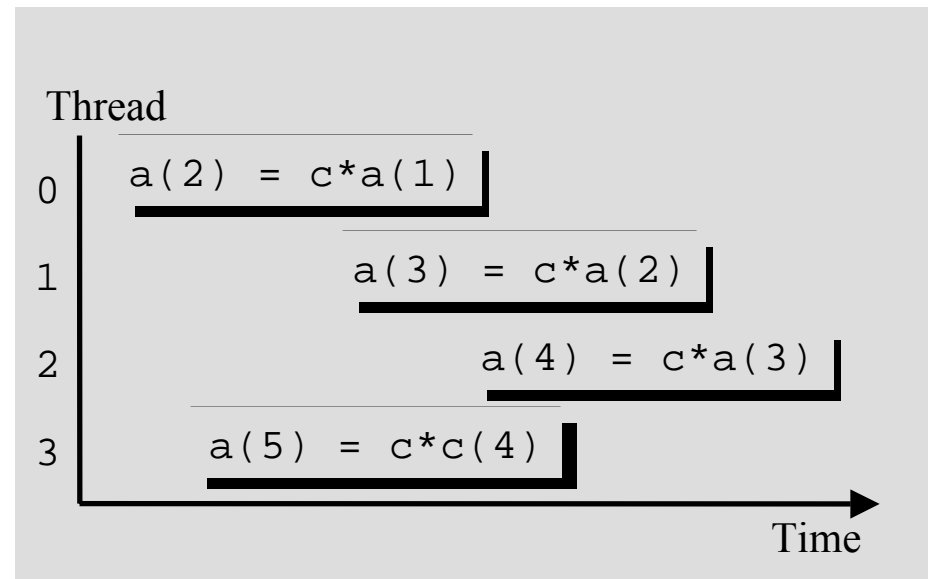 Thread
0 a(2) = c*a(1)
1 a(3) = c*a(2)
2 a(4) = c*a(3)
3 a(5) = c*c(4)
Time